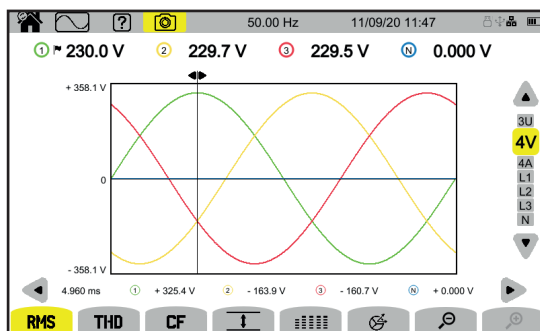 ? 50.00 Hz 11/09/20 11:47
1 230.0 V 2 229.7 V 3 229.5 V N 0.000 V
+ 358.1 V
0
- 358.1 V
3U
4V
4A
L1
L2
L3
N
4.960 ms 1 + 325.4 V 2 - 163.9 V 3 - 160.7 V N + 0.000 V
RMS THD CF